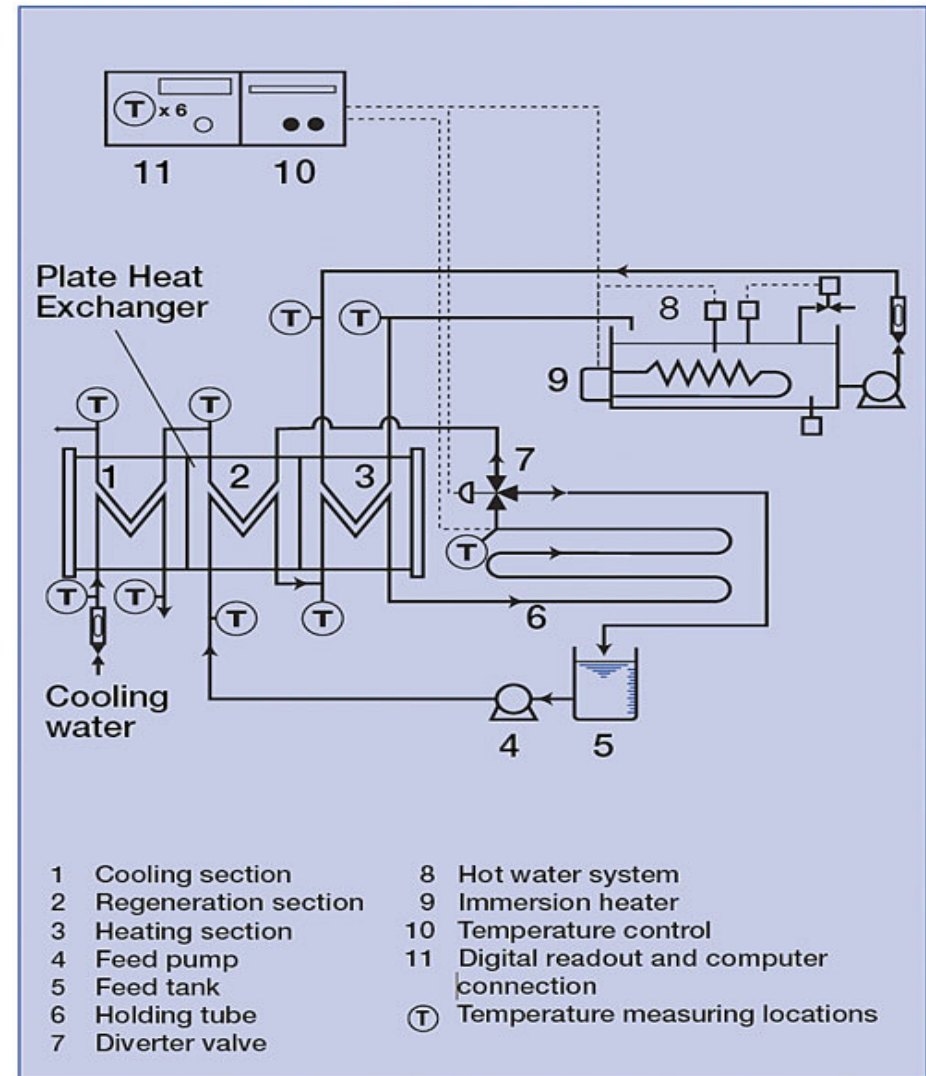 T x 6
11
10
Plate Heat
Exchanger
T
T
8
9
T
T
1
2
3
7
T
T
T
T
T
6
Cooling
water
4
5
1 Cooling section
2 Regeneration section
3 Heating section
4 Feed pump
5 Feed tank
6 Holding tube
7 Diverter valve
8 Hot water system
9 Immersion heater
10 Temperature control
11 Digital readout and computer
connection
T Temperature measuring locations